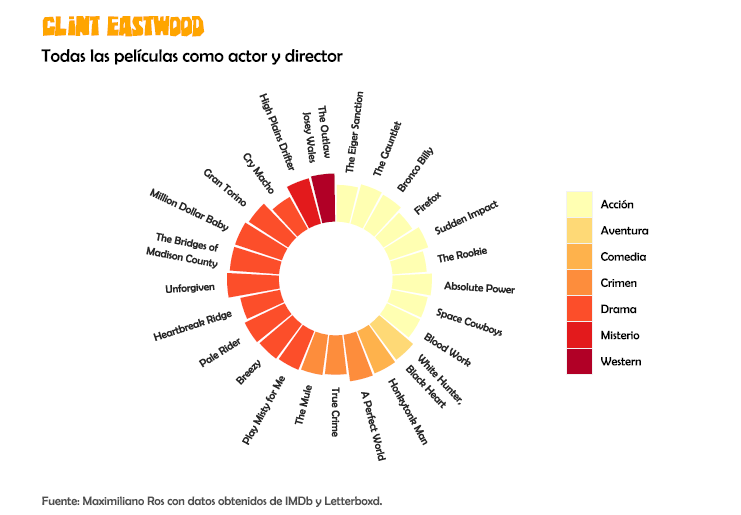 CLINT EASTWOOD
Todas las películas como actor y director
The Outlaw
Josey Wales
The Eiger Sanction
The Gauntlet
Bronco Billy
Firefox
Sudden Impact
The Rookie
Absolute Power
Space Cowboys
Blood Work
White Hunter,
Black Heart
Honkytonk Man
A Perfect World
True Crime
The Mule
Play Misty for Me
Breezy
Pale Rider
Heartbreak Ridge
Unforgiven
The Bridges of
Madison County
Million Dollar Baby
Gran Torino
Cry Macho
High Plains Drifter
Acción
Aventura
Comedia
Crimen
Drama
Misterio
Western
Fuente: Maximiliano Ros con datos obtenidos de IMDb y Letterboxd.